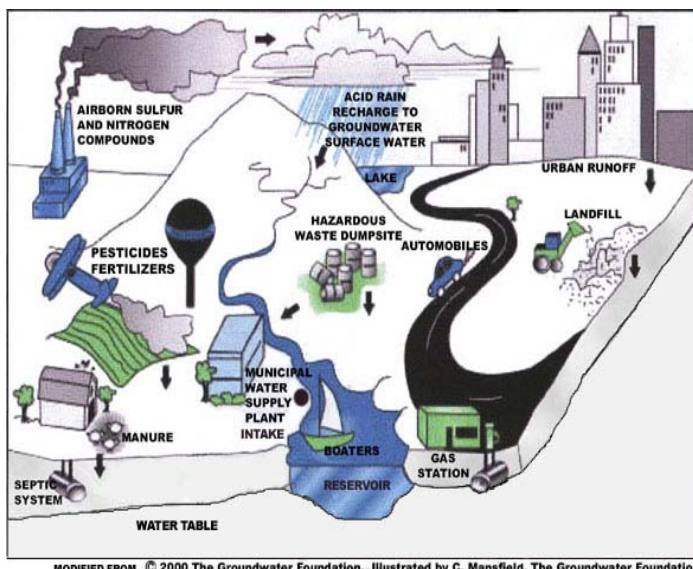 AIRBORN SULFUR
AND NITROGEN
COMPOUNDS
ACID RAIN
RECHARGE TO
GROUNDWATER
SURFACE WATER
LAKE
URBAN RUNOFF
HAZARDOUS
WASTE DUMPSITE
AUTOMOBILES
LANDFILL
PESTICIDES
FERTILIZERS
MUNICIPAL
WATER
SUPPLY
PLANT
INTAKE
MANURE
BOATERS
GAS
STATION
SEPTIC
SYSTEM
RESERVOIR
WATER TABLE
MODIFIED FROM © 2000 The Groundwater Foundation Illustrated by C. Mansfield, The Groundwater Foundatio